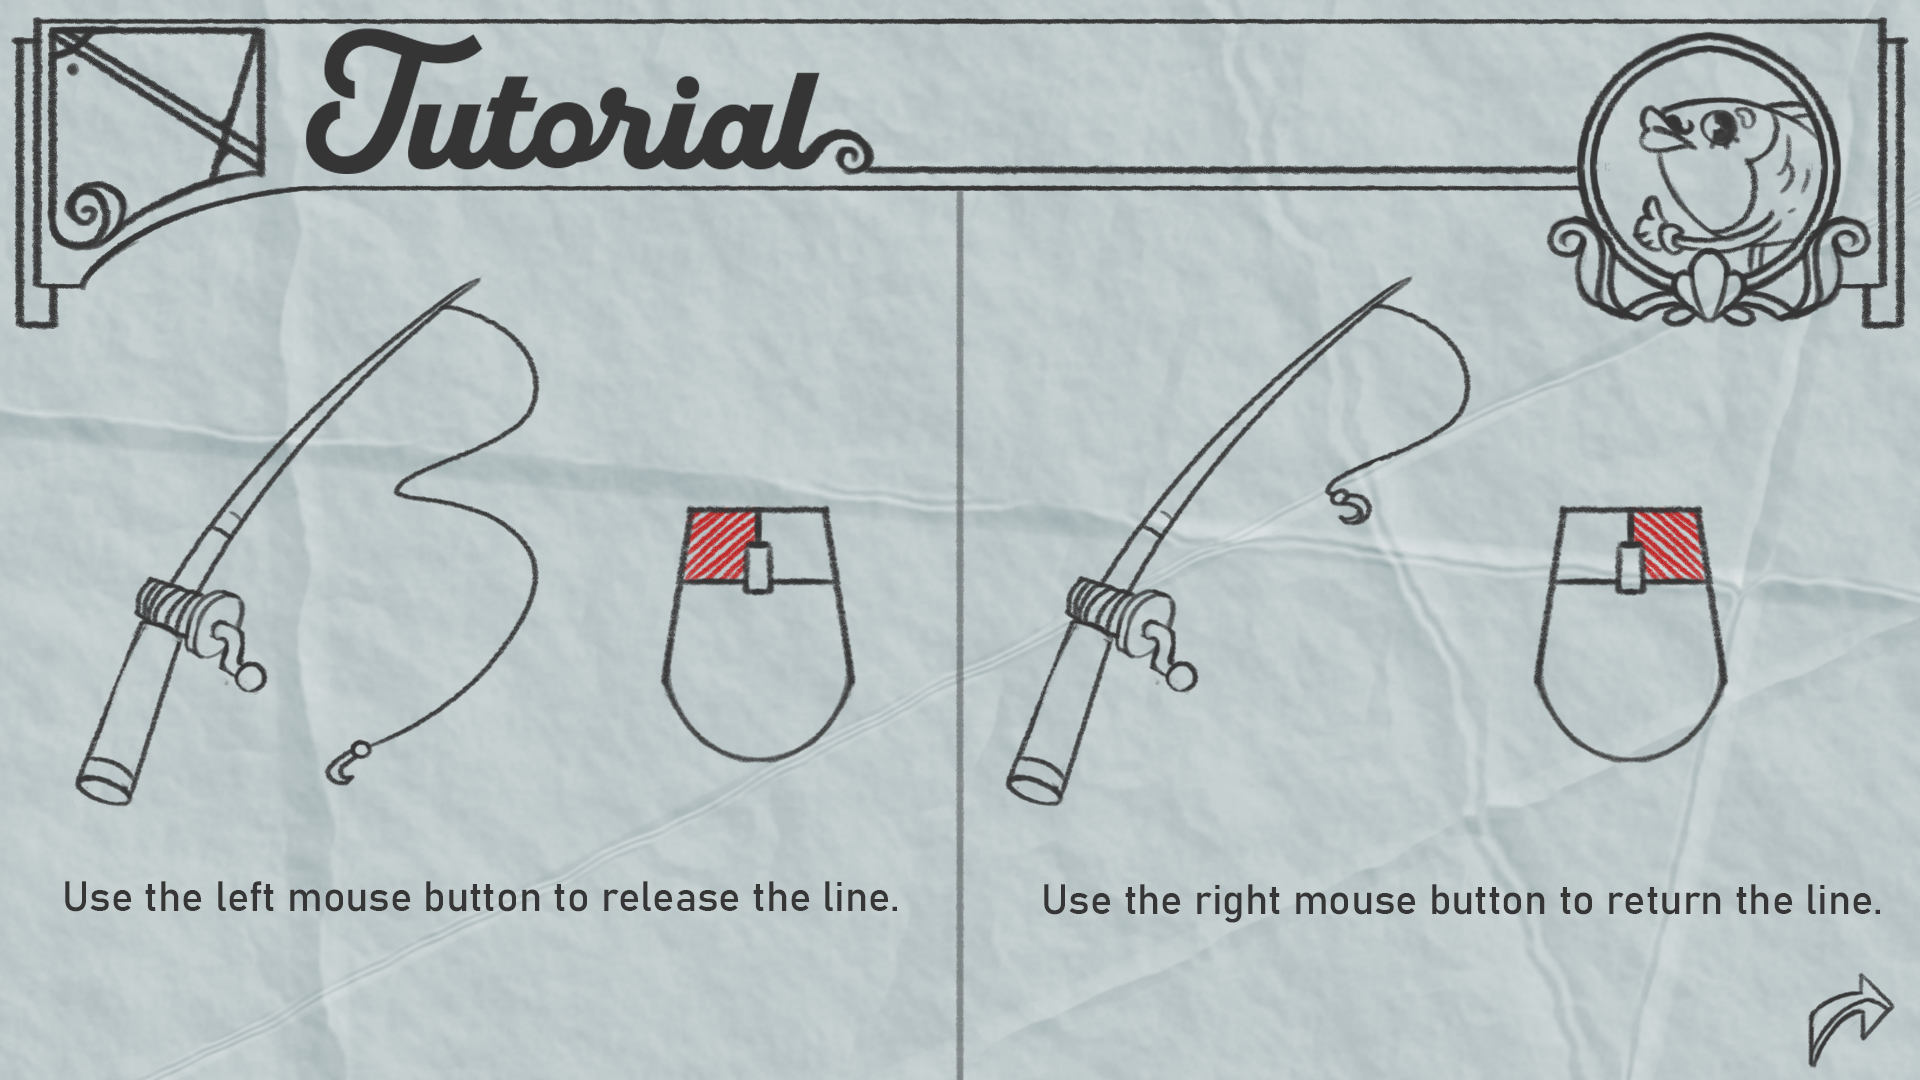 Tutorial
Use the left mouse button to release the line.
Use the right mouse button to return the line.